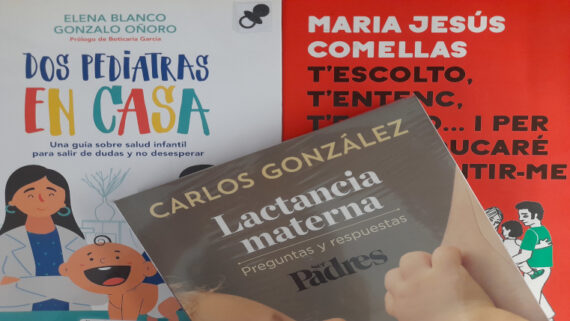 ELENA BLANCO
GONZALO OÑORO
Prólogo de Boticaria García
DOS PEDIATRAS
EN CASA
Una guía sobre salud infantil
para salir de dudas y no desesperar
MARIA JESÚS
COMELLAS
T'ESCOLTO,
T'ENTENC,
... I PER
UCARÉ
TIR-ME
CARLOS GONZÁLEZ
Lactancia
materna
Preguntas y respuestas
Ser
Padres